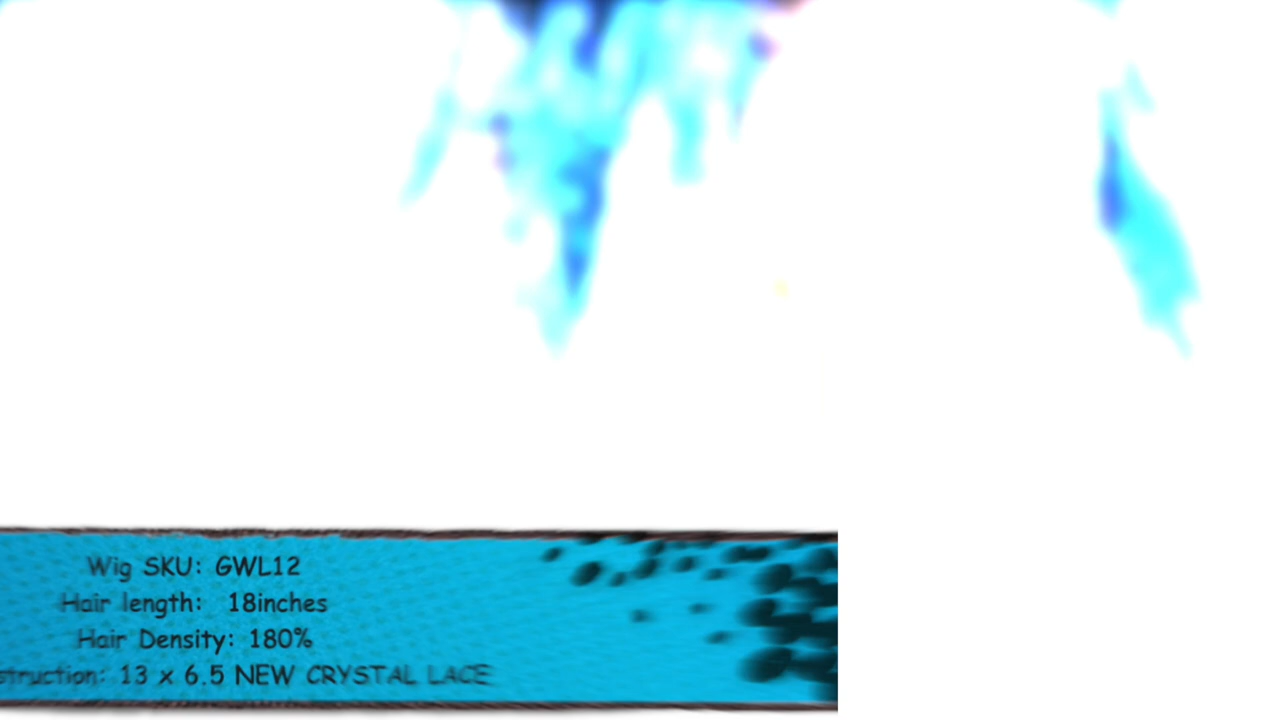 Wig SKU: GWL12
Hair length: 18inches
Hair Density: 180%
struction: 13 x 6.5 NEW CRYSTAL LACE